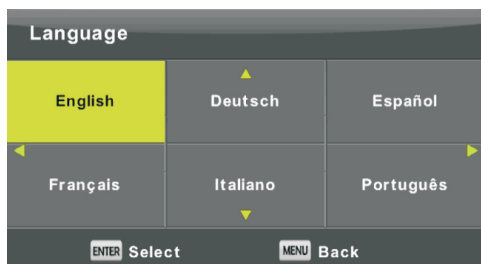 Language
English Deutsch Español
Français Italiano Português
ENTER Select MENU Back